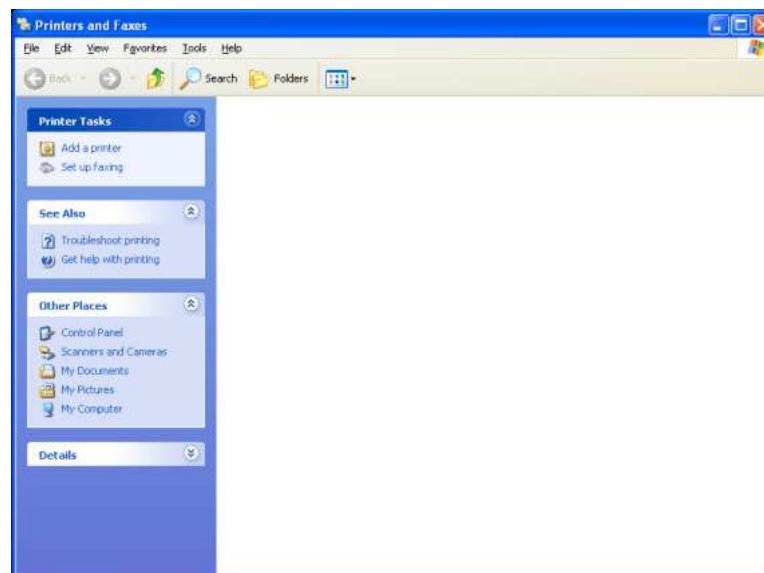 Printers and Faxes
File Edit View Favorites Tools Help
Back Search Folders
Printer Tasks
Add a printer
Set up faxing
See Also
Troubleshoot printing
Get help with printing
Other Places
Control Panel
Scanners and Cameras
My Documents
My Pictures
My Computer
Details